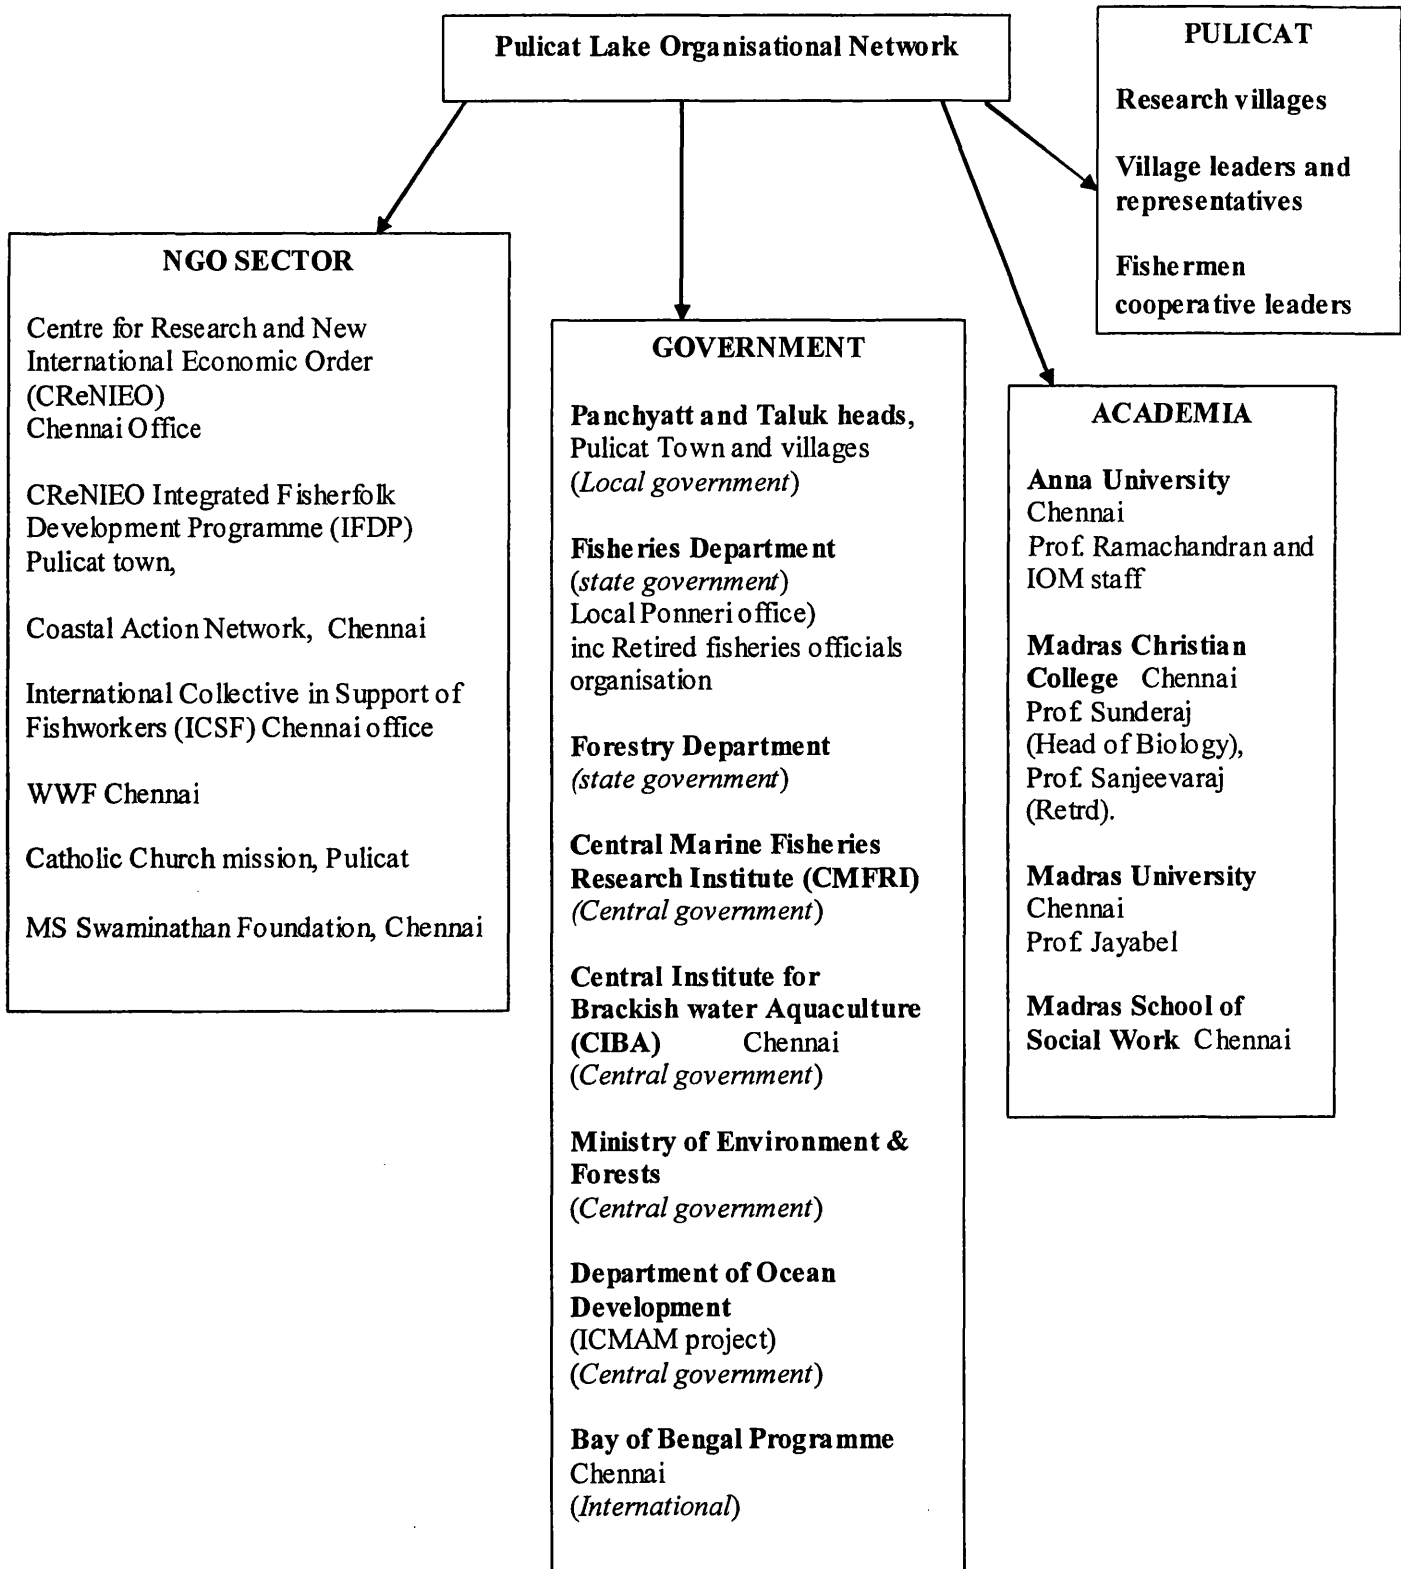 Pulicat Lake Organisational Network
PULICAT
Research villages
Village leaders and
representatives
Fishermen
cooperative leaders
NGO SECTOR
Centre for Research and New
International Economic Order
(CReNIEO)
Chennai Office
CReNIEO Integrated Fisherfolk
Development Programme (IFDP)
Pulicat town,
Coastal Action Network, Chennai
International Collective in Support of
Fishworkers (ICSF) Chennai office
WWF Chennai
Catholic Church mission, Pulicat
MS Swaminathan Foundation, Chennai
GOVERNMENT
Panchyatt and Taluk heads,
Pulicat Town and villages
(Local government)
Fisheries Department
(state government)
Local Ponneri office)
inc Retired fisheries officials
organisation
Forestry Department
(state government)
Central Marine Fisheries
Research Institute (CMFRI)
(Central government)
Central Institute for
Brackish water Aquaculture
(CIBA) Chennai
(Central government)
Ministry of Environment &
Forests
(Central government)
Department of Ocean
Development
(ICMAM project)
(Central government)
Bay of Bengal Programme
Chennai
(International)
ACADEMIA
Anna University
Chennai
Prof. Ramachandran and
IOM staff
Madras Christian
College Chennai
Prof. Sunderaj
(Head of Biology),
Prof. Sanjeevaraj
(Retrd).
Madras University
Chennai
Prof. Jayabel
Madras School of
Social Work Chennai